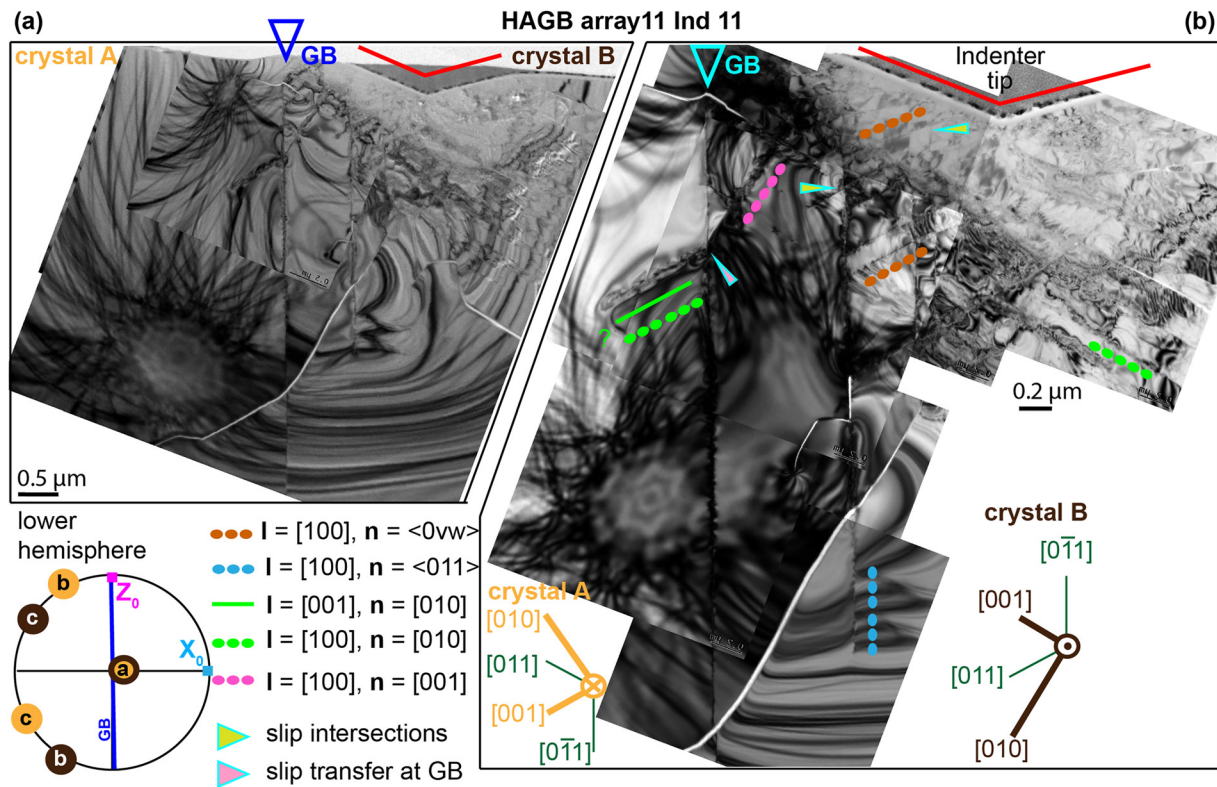 (a)
HAGB array11 Ind 11
(b)
crystal A
GB
crystal B
GB
Indenter
tip
?
0.5 μm
0.2 μm
lower
hemisphere
b
c
Z₀
X₀
a
c
b
GB
l = [100], n = <0vw>
l = [100], n = <011>
l = [001], n = [010]
l = [100], n = [010]
l = [100], n = [001]
slip intersections
slip transfer at GB
crystal A
[010]
[011]
[001]
[01̅1]
crystal B
[01̅1]
[001]
[011]
[010]